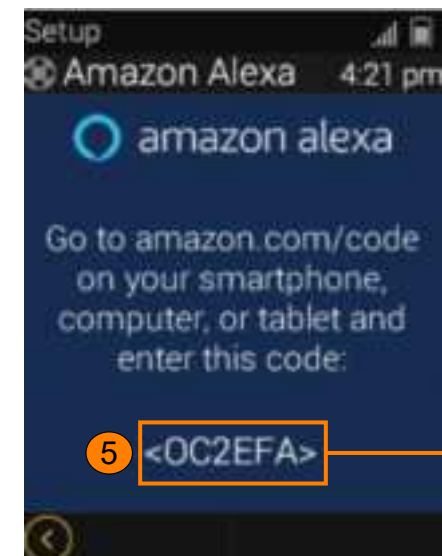 Setup
Amazon Alexa 4:21 pm
amazon alexa
Go to amazon.com/code
on your smartphone,
computer, or tablet and
enter this code:
5 <OC2EFA>